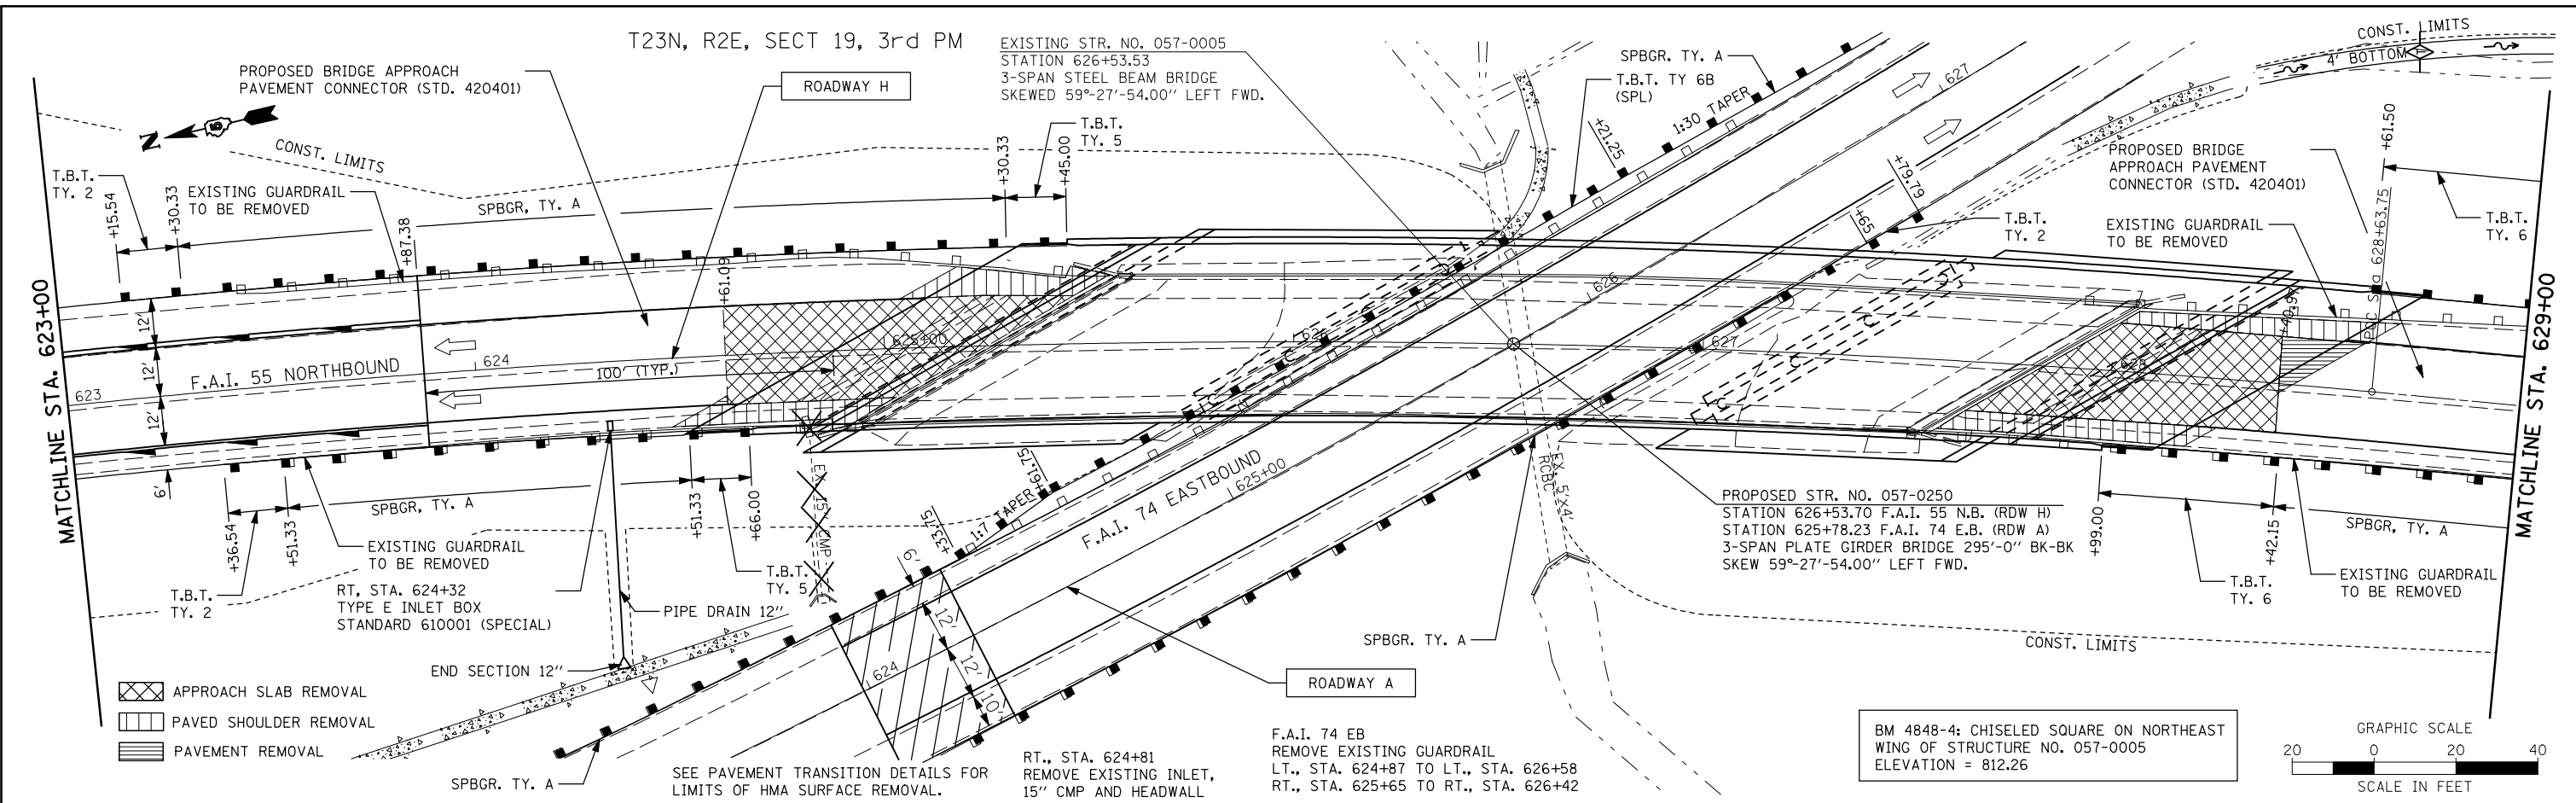 T23N, R2E, SECT 19, 3rd PM
PROPOSED BRIDGE APPROACH
PAVEMENT CONNECTOR (STD. 420401)
ROADWAY H
EXISTING STR. NO. 057-0005
STATION 626+53.53
3-SPAN STEEL BEAM BRIDGE
SKEWED 59°-27'-54.00" LEFT FWD.
SPBGR. TY. A
T.B.T. TY 6B
(SPL)
1:30 TAPER
627
CONST. LIMITS
4' BOTTOM
N
CONST. LIMITS
T.B.T.
TY. 2
+15.54
+30.33
EXISTING GUARDRAIL
TO BE REMOVED
+87.38
SPBGR, TY. A
+30.33
+45.00
T.B.T.
TY. 5
+21.25
+79.79
+65
T.B.T.
TY. 2
PROPOSED BRIDGE
APPROACH PAVEMENT
CONNECTOR (STD. 420401)
EXISTING GUARDRAIL
TO BE REMOVED
+61.50
T.B.T.
TY. 6
POC Sta 628+63.75
+40.97
MATCHLINE STA. 623+00
12'
12'
12'
6'
623
F.A.I. 55 NORTHBOUND
624
+61.09
100' (TYP.)
625+00
626
626
627
628
C
C
C
C
MATCHLINE STA. 629+00
+36.54
+51.33
SPBGR, TY. A
+51.33
+66.00
T.B.T.
TY. 2
EXISTING GUARDRAIL
TO BE REMOVED
T.B.T.
TY. 5
EX. 15" CMP
RT, STA. 624+32
TYPE E INLET BOX
STANDARD 610001 (SPECIAL)
PIPE DRAIN 12"
END SECTION 12"
+33.75
1:7 TAPER
+61.75
F.A.I. 74 EASTBOUND
625+00
EX. 5'X4'
RCBC
PROPOSED STR. NO. 057-0250
STATION 626+53.70 F.A.I. 55 N.B. (RDW H)
STATION 625+78.23 F.A.I. 74 E.B. (RDW A)
3-SPAN PLATE GIRDER BRIDGE 295'-0" BK-BK
SKEW 59°-27'-54.00" LEFT FWD.
+99.00
+42.15
SPBGR, TY. A
T.B.T.
TY. 6
EXISTING GUARDRAIL
TO BE REMOVED
CONST. LIMITS
6'
12'
12'
10'
624
SPBGR. TY. A
ROADWAY A
APPROACH SLAB REMOVAL
PAVED SHOULDER REMOVAL
PAVEMENT REMOVAL
SPBGR. TY. A
SEE PAVEMENT TRANSITION DETAILS FOR
LIMITS OF HMA SURFACE REMOVAL.
RT., STA. 624+81
REMOVE EXISTING INLET,
15" CMP AND HEADWALL
F.A.I. 74 EB
REMOVE EXISTING GUARDRAIL
LT., STA. 624+87 TO LT., STA. 626+58
RT., STA. 625+65 TO RT., STA. 626+42
BM 4848-4: CHISELED SQUARE ON NORTHEAST
WING OF STRUCTURE NO. 057-0005
ELEVATION = 812.26
GRAPHIC SCALE
20 0 20 40
SCALE IN FEET